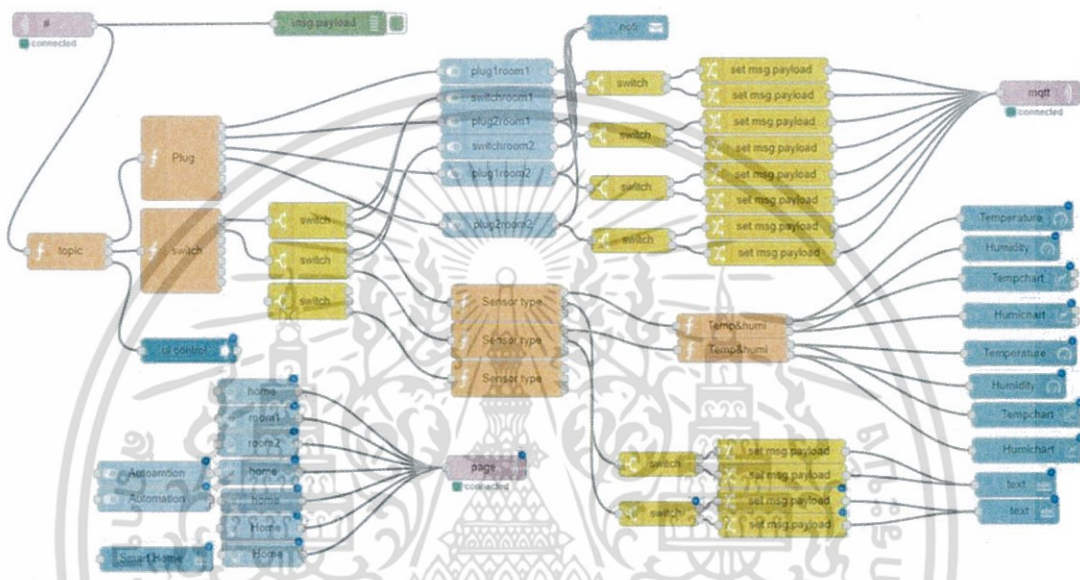 #
msg.payload
connected
noti
plug1room1
switchroom1
plug2room1
switchroom2
plug1room2
plug2room2
switch
switch
switch
switch
set msg.payload
set msg.payload
set msg.payload
set msg.payload
set msg.payload
set msg.payload
set msg.payload
set msg.payload
mqtt
connected
Plug
switch
topic
ui control
switch
switch
switch
Sensor type
Sensor type
Sensor type
Temp&humi
Temp&humi
Temperature
Humidity
Tempchart
Humichart
Temperature
Humidity
Tempchart
Humichart
text
text
switch
switch
set msg.payload
set msg.payload
set msg.payload
set msg.payload
home
room1
room2
home
home
Home
Home
Autoamtion
Automation
Smart Home
page
connected